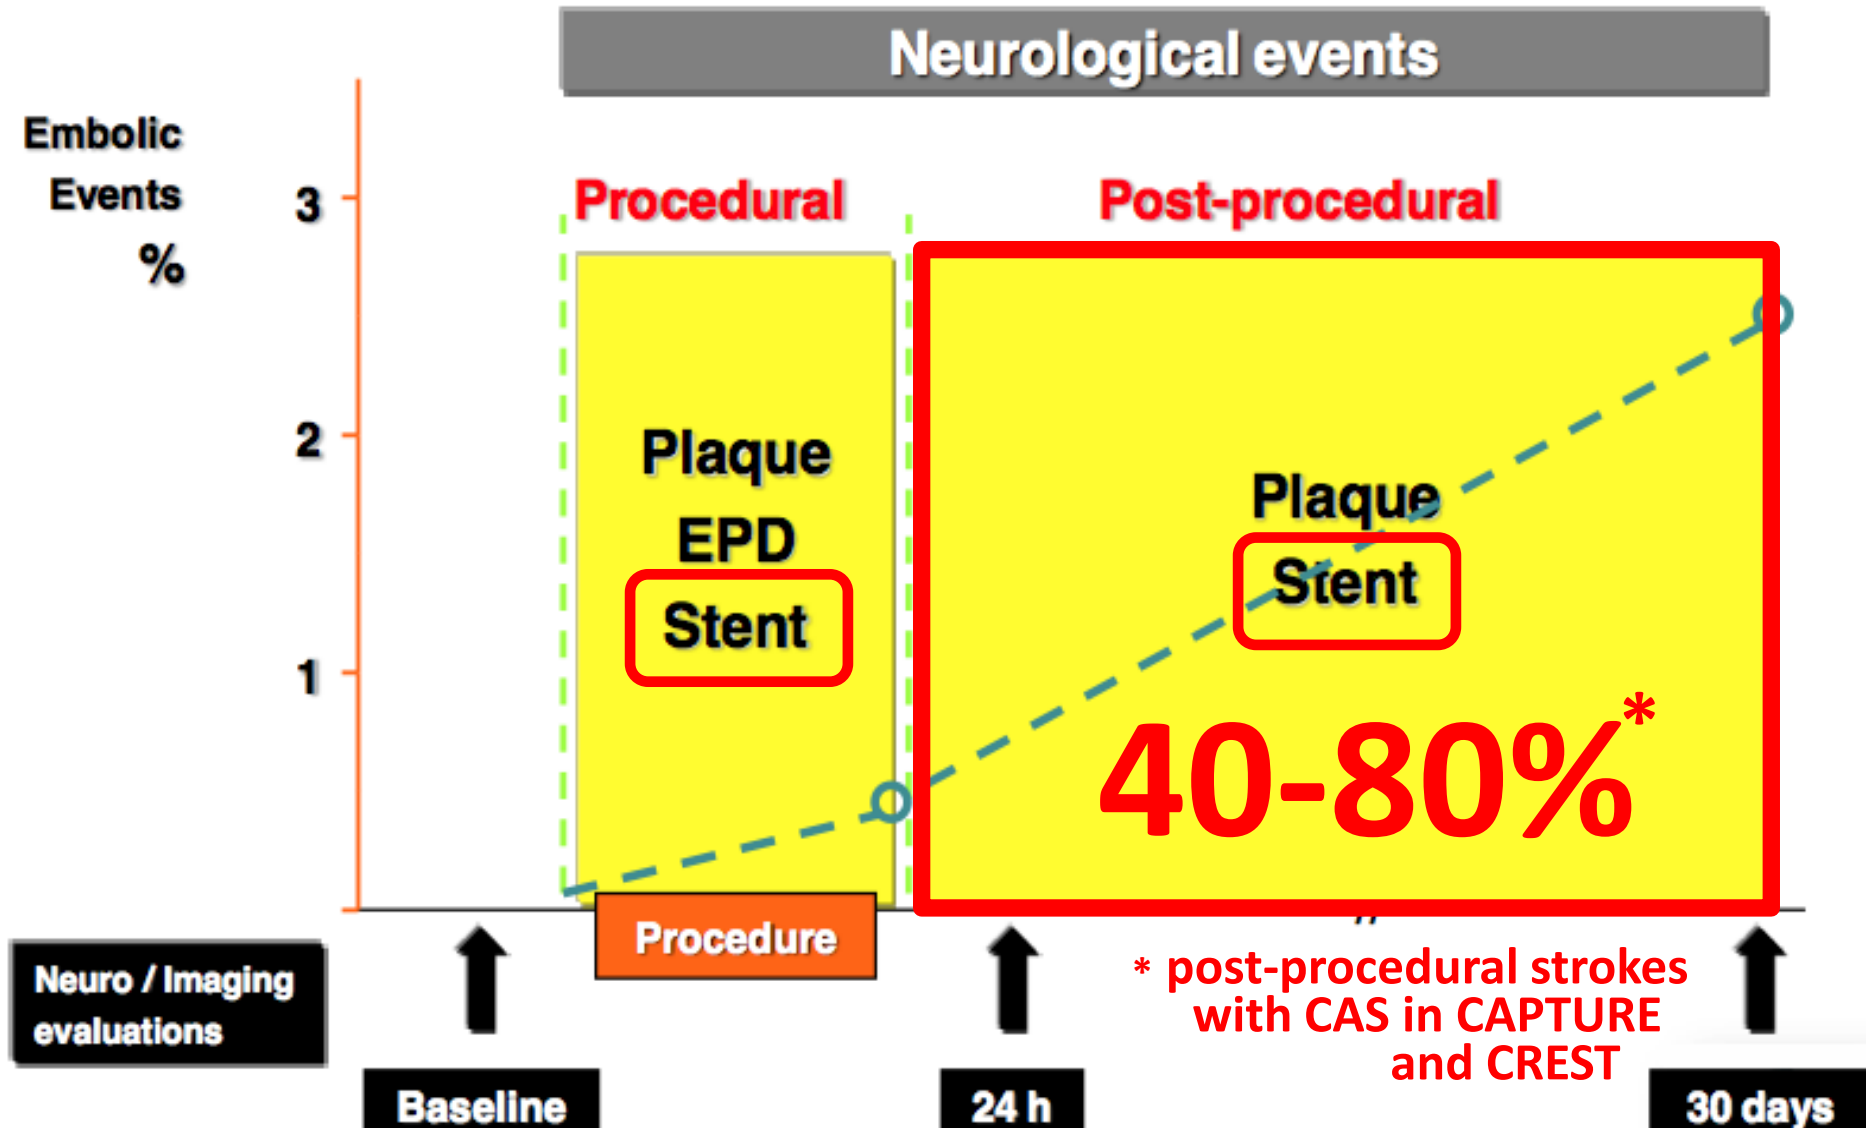 Neurological events
Embolic
Events
%
3
2
1
Procedural
Post-procedural
Plaque
EPD
Stent
Plaque
Stent
40-80%*
Procedure
Neuro / Imaging
evaluations
* post-procedural strokes
with CAS in CAPTURE
and CREST
Baseline
24 h
30 days